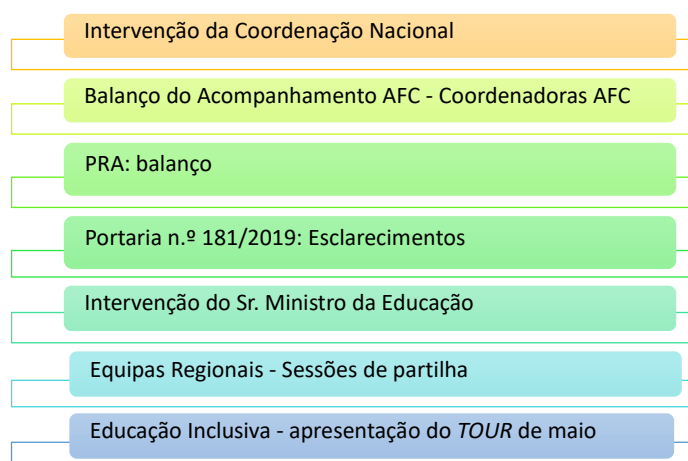 Intervenção da Coordenação Nacional
Balanço do Acompanhamento AFC - Coordenadoras AFC
PRA: balanço
Portaria n.º 181/2019: Esclarecimentos
Intervenção do Sr. Ministro da Educação
Equipas Regionais - Sessões de partilha
Educação Inclusiva - apresentação do TOUR de maio